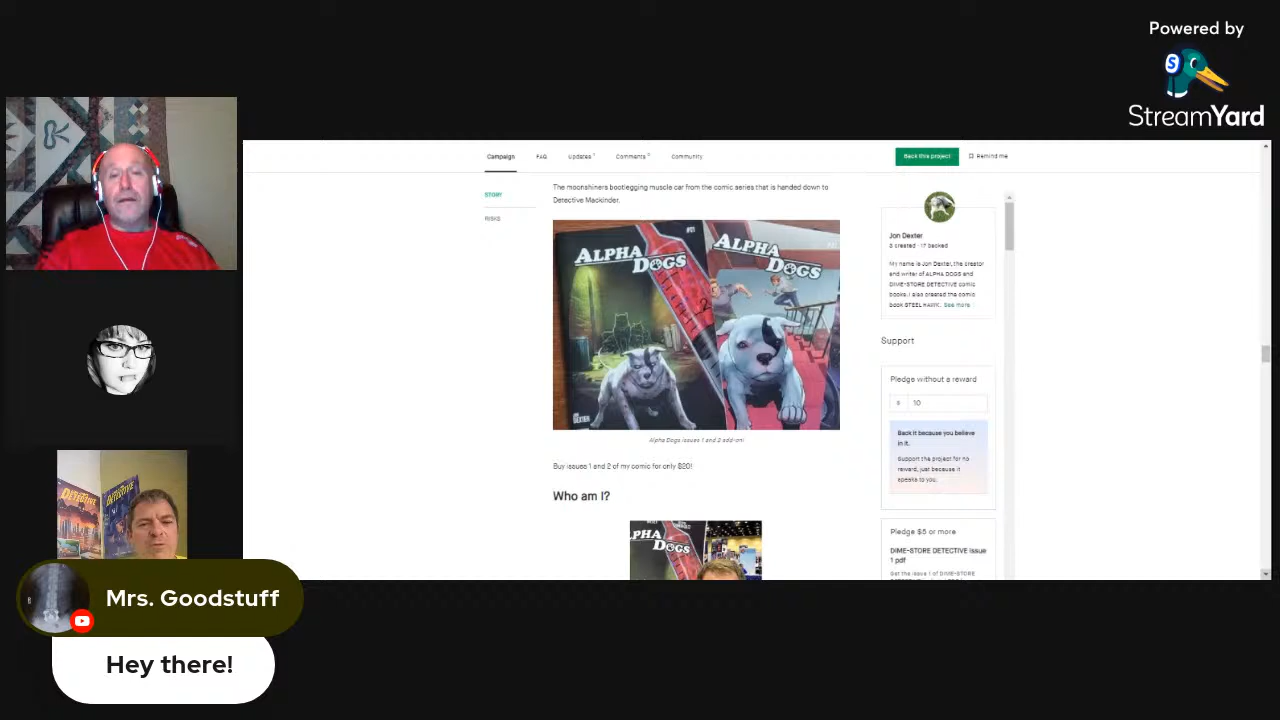 Powered by
StreamYard
Campaign FAQ Updates Comments Community
Back this project Remind me
STORY
RISKS
The moonshiners bootlegging muscle car from the comic series that is handed down to
Detective Mackinder.
ALPHA DOGS
ALPHA DOGS
Alpha Dogs issues 1 and 2 add-on!
Buy issues 1 and 2 of my comic for only $20!
Who am I?
ALPHA DOGS
Jon Dexter
My name is Jon Dexter, the creator
and writer of ALPHA DOGS and
DIME-STORE DETECTIVE comic
books. I also created the comic
book See more
Support
Pledge without a reward
10
Back it because you believe
in it.
Support the project for no
reward, just because it
speaks to you.
Pledge $5 or more
DIME-STORE DETECTIVE issue
1 pdf
DETECTIVE
DETECTIVE
Mrs. Goodstuff
Hey there!